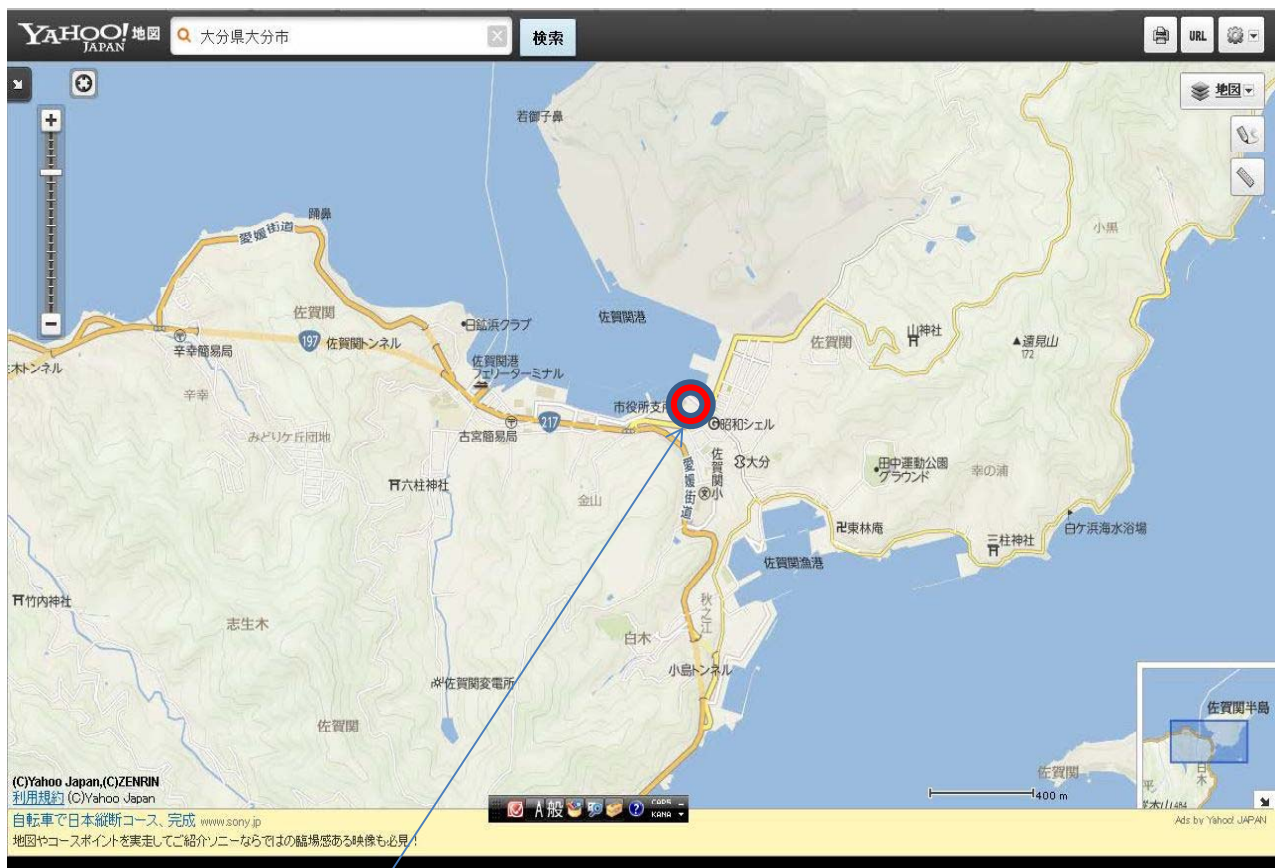 YAHOO!地図
JAPAN
大分県大分市
検索
URL
地図
若御子鼻
踊鼻
愛媛街道
小黒
佐賀関
日鉱浜クラブ
佐賀関港
佐賀関
山神社
遠見山
172
197
佐賀関トンネル
辛幸簡易局
木トンネル
佐賀関港
フェリーターミナル
辛幸
市役所支所
昭和シェル
217
古宮簡易局
みどりケ丘団地
愛媛街道
佐賀関小
大分
田中運動公園
グラウンド
幸の浦
六柱神社
金山
東林庵
三柱神社
白ケ浜海水浴場
佐賀関漁港
竹内神社
志生木
秋之江
白木
小島トンネル
佐賀関変電所
佐賀関
佐賀関半島
佐賀関
白木
平
484
400 m
(C)Yahoo Japan,(C)ZENRIN
利用規約 (C)Yahoo Japan
A 般
CAPS
KANA
自転車で日本縦断コース、完成 www.sony.jp
地図やコースポイントを実走してご紹介ソニーならではの臨場感ある映像も必見!
Ads by Yahoo! JAPAN